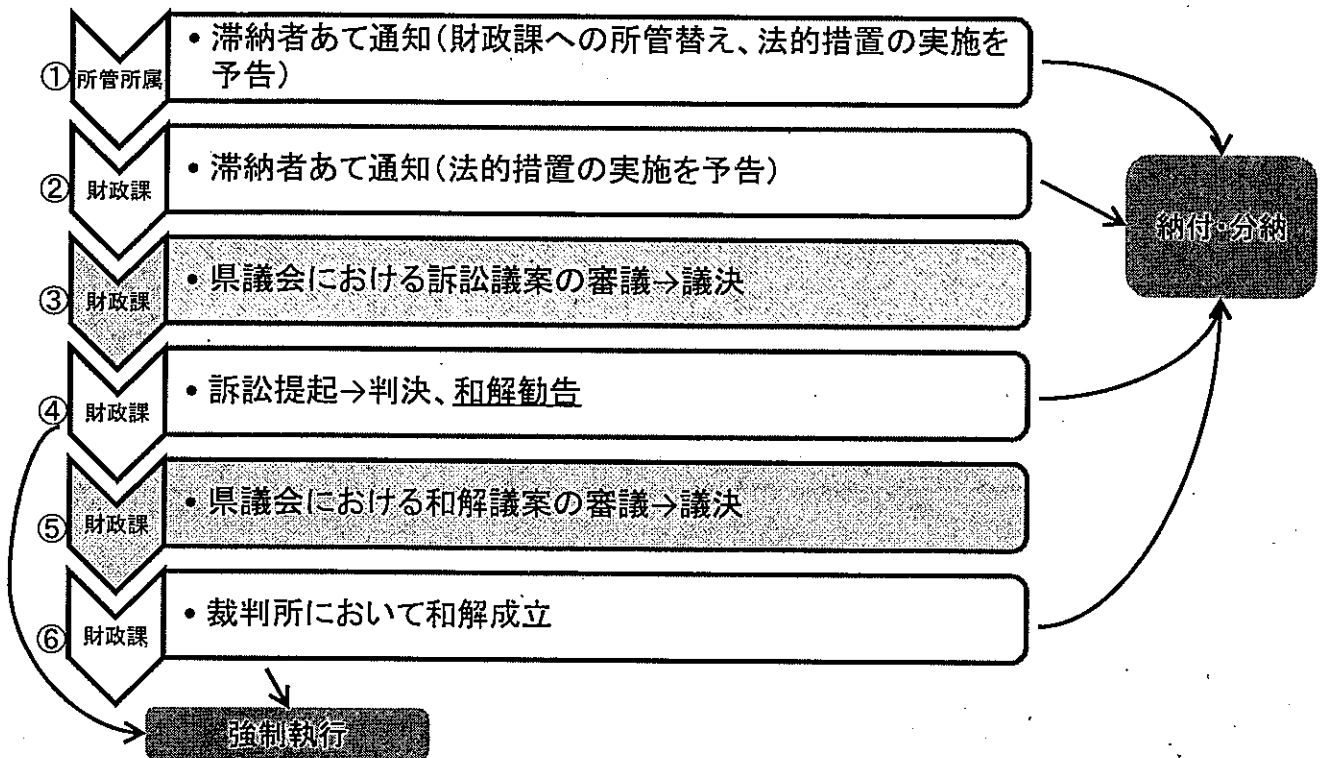 ①所管所属
・滞納者あて通知(財政課への所管替え、法的措置の実施を
予告)
②財政課
・滞納者あて通知(法的措置の実施を予告)
納付・分納
③財政課
・県議会における訴訟議案の審議→議決
④財政課
・訴訟提起→判決、和解勧告
⑤財政課
・県議会における和解議案の審議→議決
⑥財政課
・裁判所において和解成立
強制執行